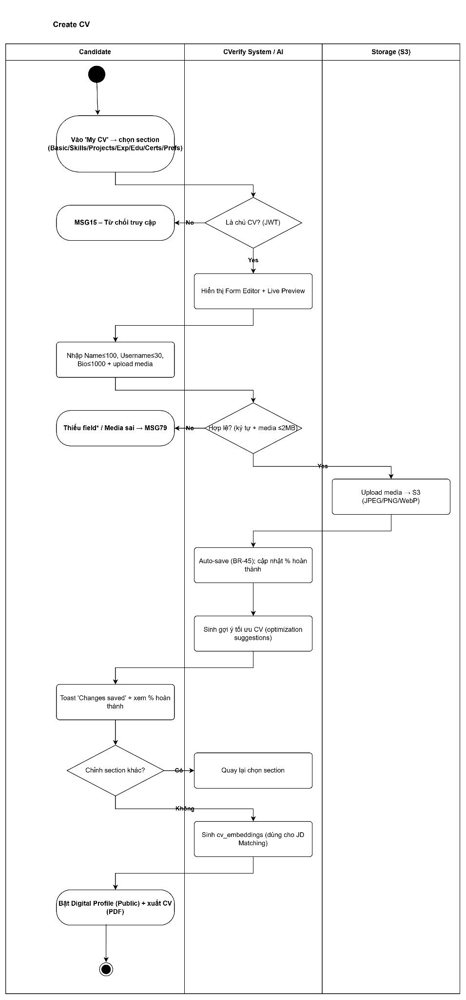 Create CV
Candidate
CVerify System / AI
Storage (S3)
Vào 'My CV' → chọn section
(Basic/Skills/Projects/Exp/Edu/Certs/Prefs)
Là chủ CV? (JWT)
No
MSG15 – Từ chối truy cập
Yes
Hiển thị Form Editor + Live Preview
Nhập Name≤100, Username≤30,
Bio≤1000 + upload media
Hợp lệ? (ký tự + media ≤2MB)
No
Thiếu field* / Media sai → MSG79
Yes
Upload media → S3
(JPEG/PNG/WebP)
Auto-save (BR-45); cập nhật % hoàn
thành
Sinh gợi ý tối ưu CV (optimization
suggestions)
Toast 'Changes saved' + xem % hoàn
thành
Chỉnh section khác?
Có
Quay lại chọn section
Không
Sinh cv_embeddings (dùng cho JD
Matching)
Bật Digital Profile (Public) + xuất CV
(PDF)